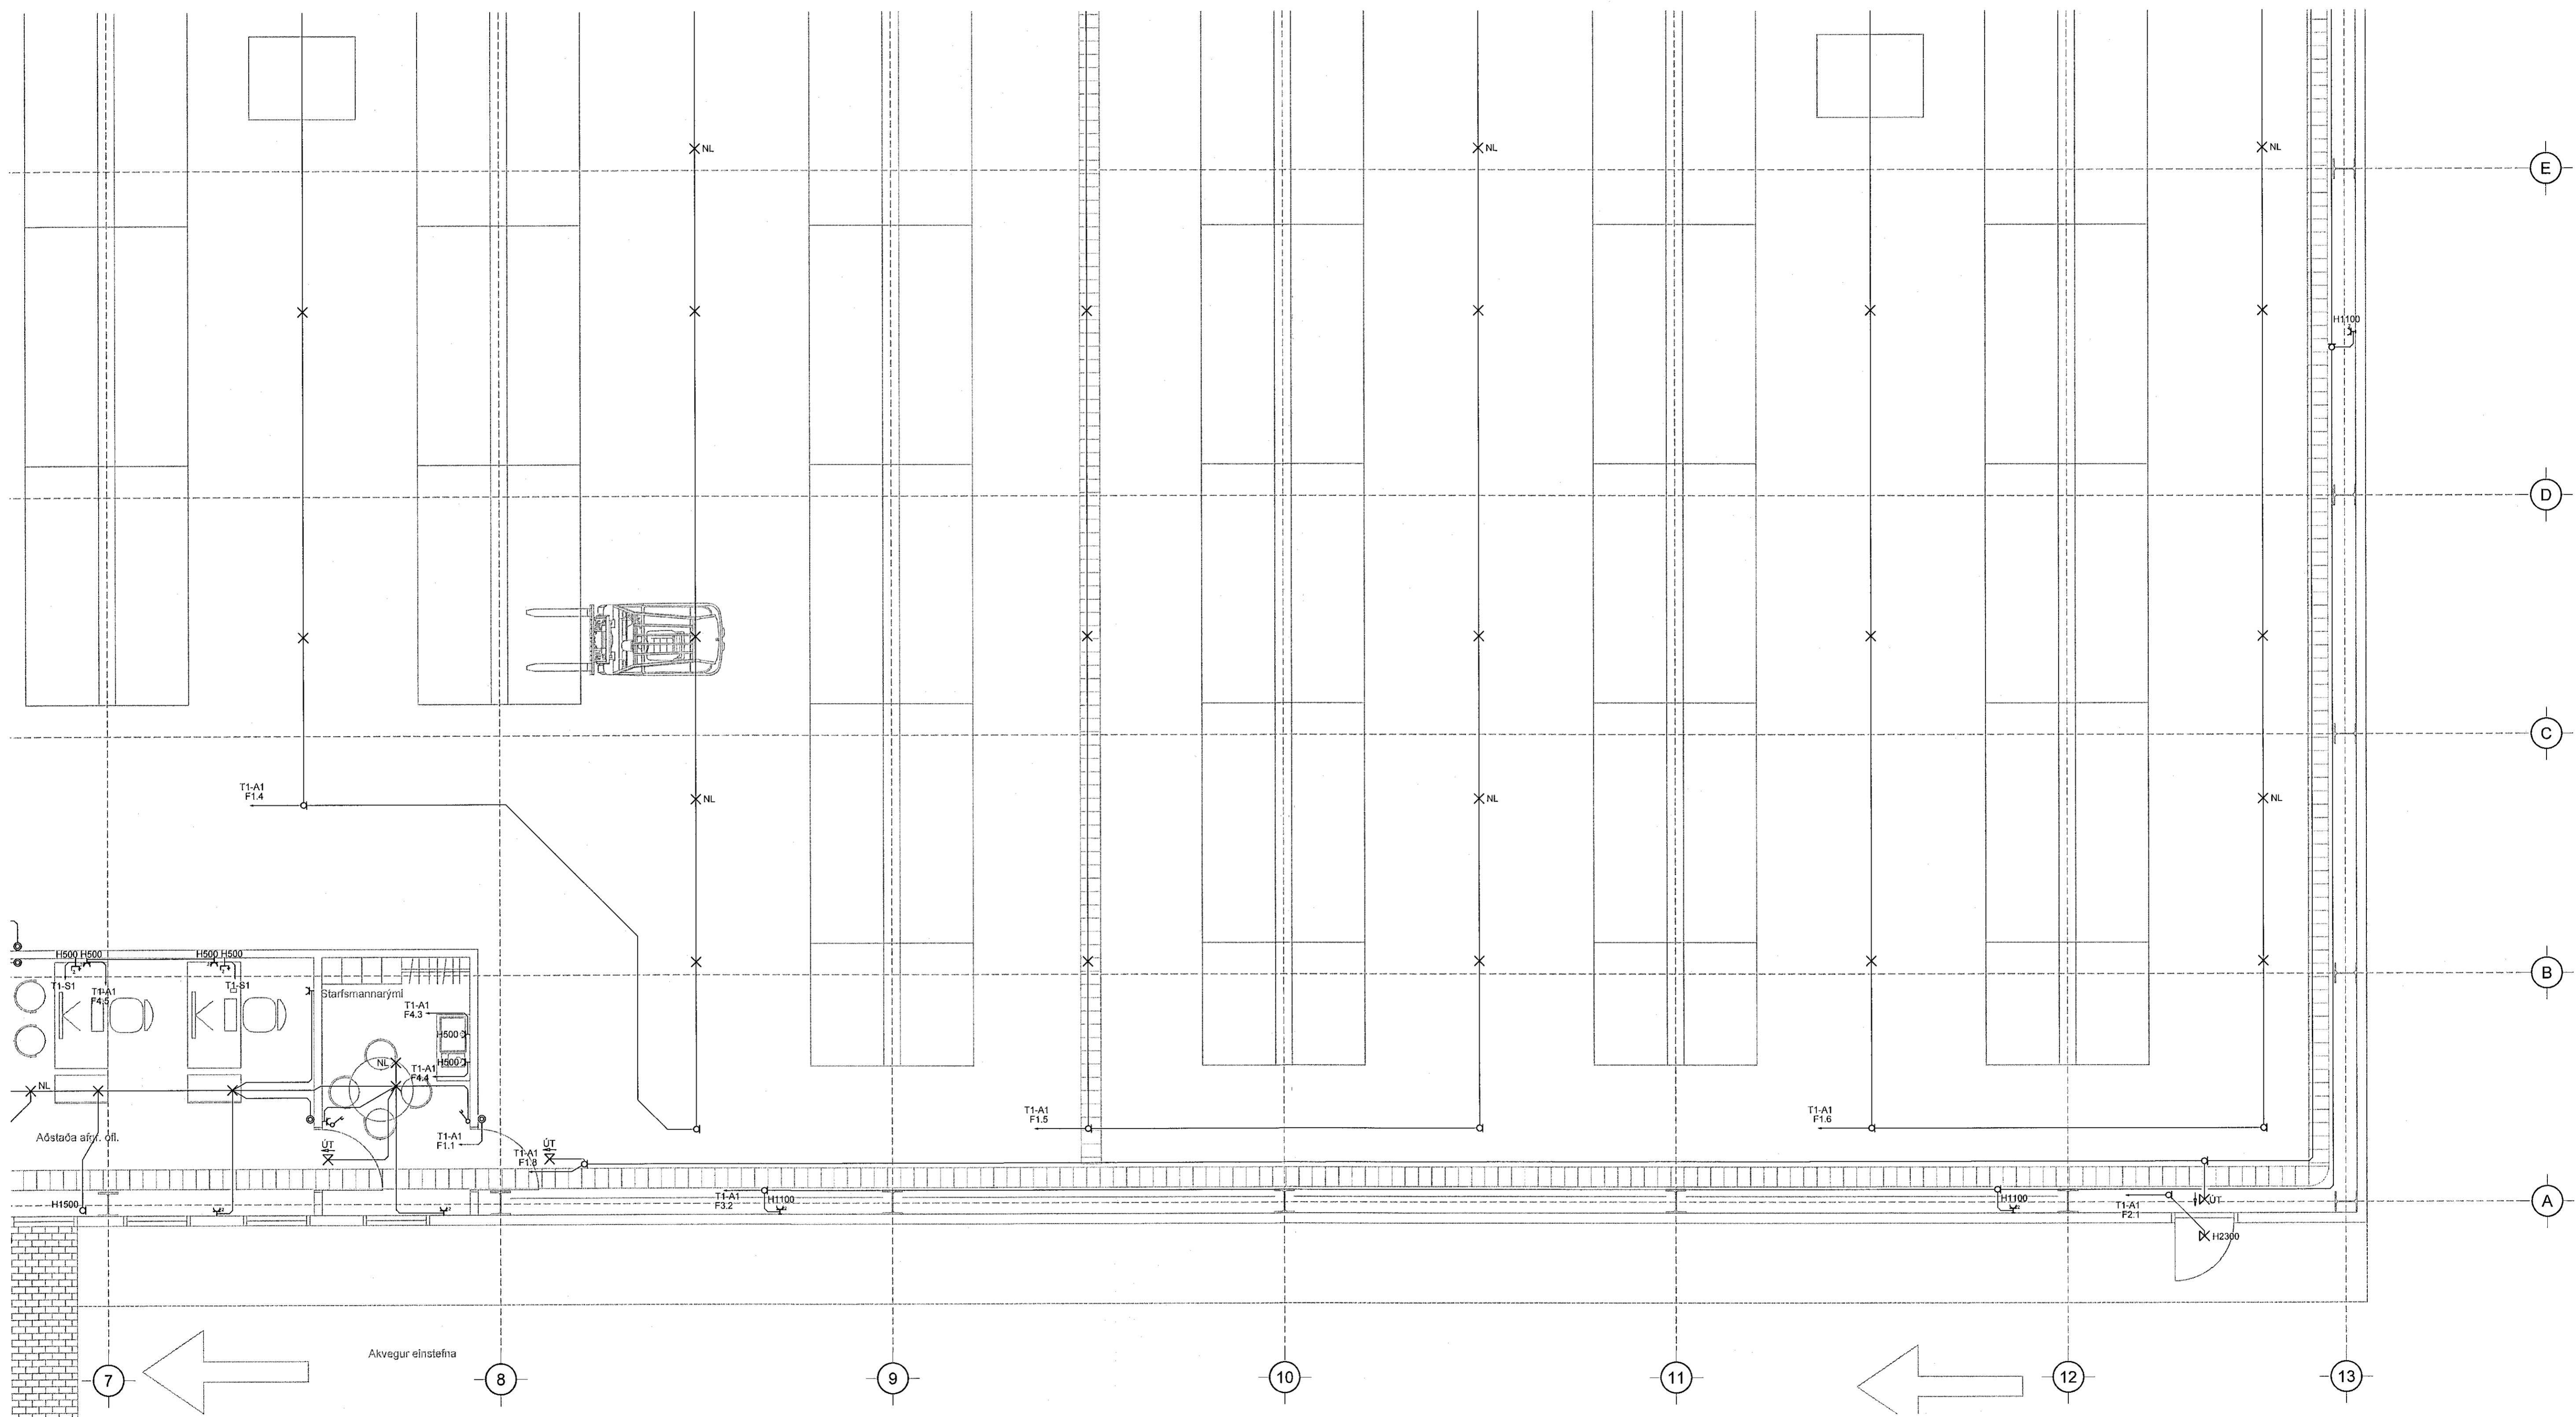 NL
NL
NL
E
H1100
D
C
T1-A1
F1.4
NL
NL
NL
H500 H500
H500 H500
B
T1-S1
T1-A1
F4.5
T1-S1
Starfsmannarými
T1-A1
F4.3
H500
NL
H500
T1-A1
F4.4
NL
T1-A1
F1.5
T1-A1
F1.6
Aðstaða afgr. ofl.
T1-A1
F1.1
ÚT
ÚT
T1-A1
F1.8
H1500
T1-A1
F3.2
H1100
H1100
T1-A1
F2.1
ÚT
A
H2300
Akvegur einstefna
7
8
9
10
11
12
13